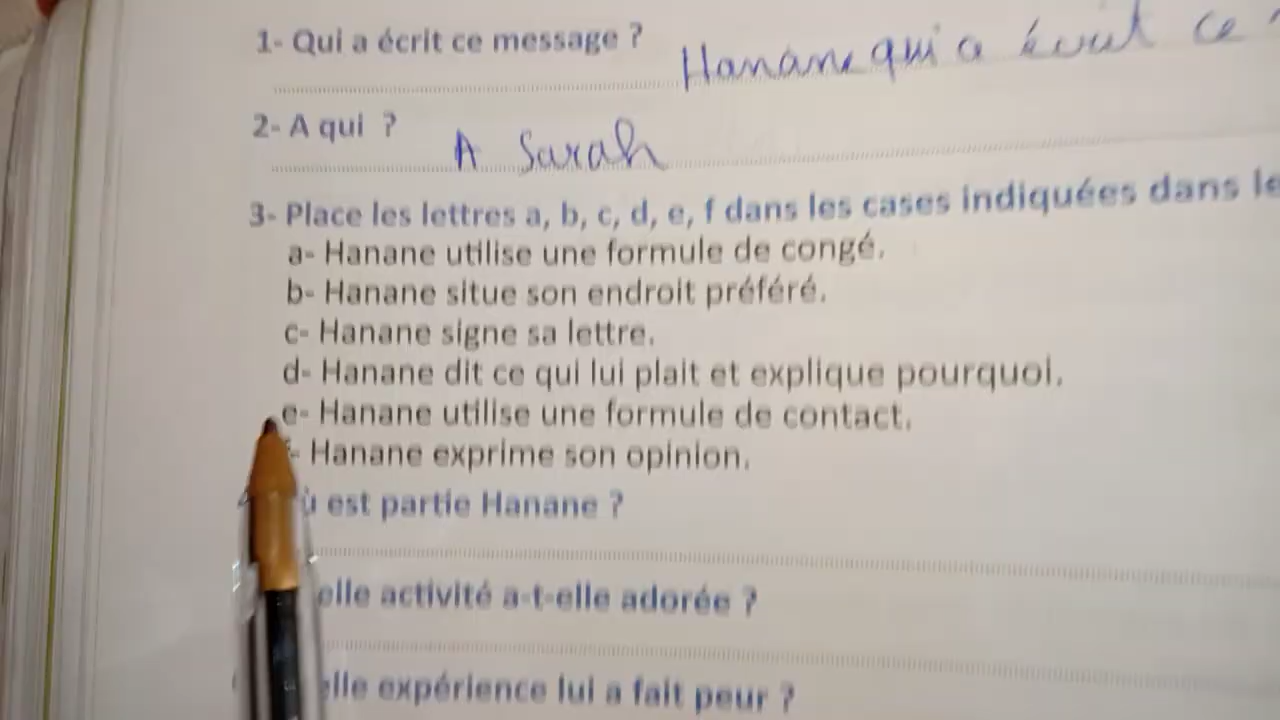 1- Qui a écrit ce message ? Hanane qui a écrit ce
2- A qui ? A Sarah
3- Place les lettres a, b, c, d, e, f dans les cases indiquées dans le
a- Hanane utilise une formule de congé.
b- Hanane situe son endroit préféré.
c- Hanane signe sa lettre.
d- Hanane dit ce qui lui plait et explique pourquoi.
e- Hanane utilise une formule de contact.
- Hanane exprime son opinion.
ù est partie Hanane ?
elle activité a-t-elle adorée ?
elle expérience lui a fait peur ?